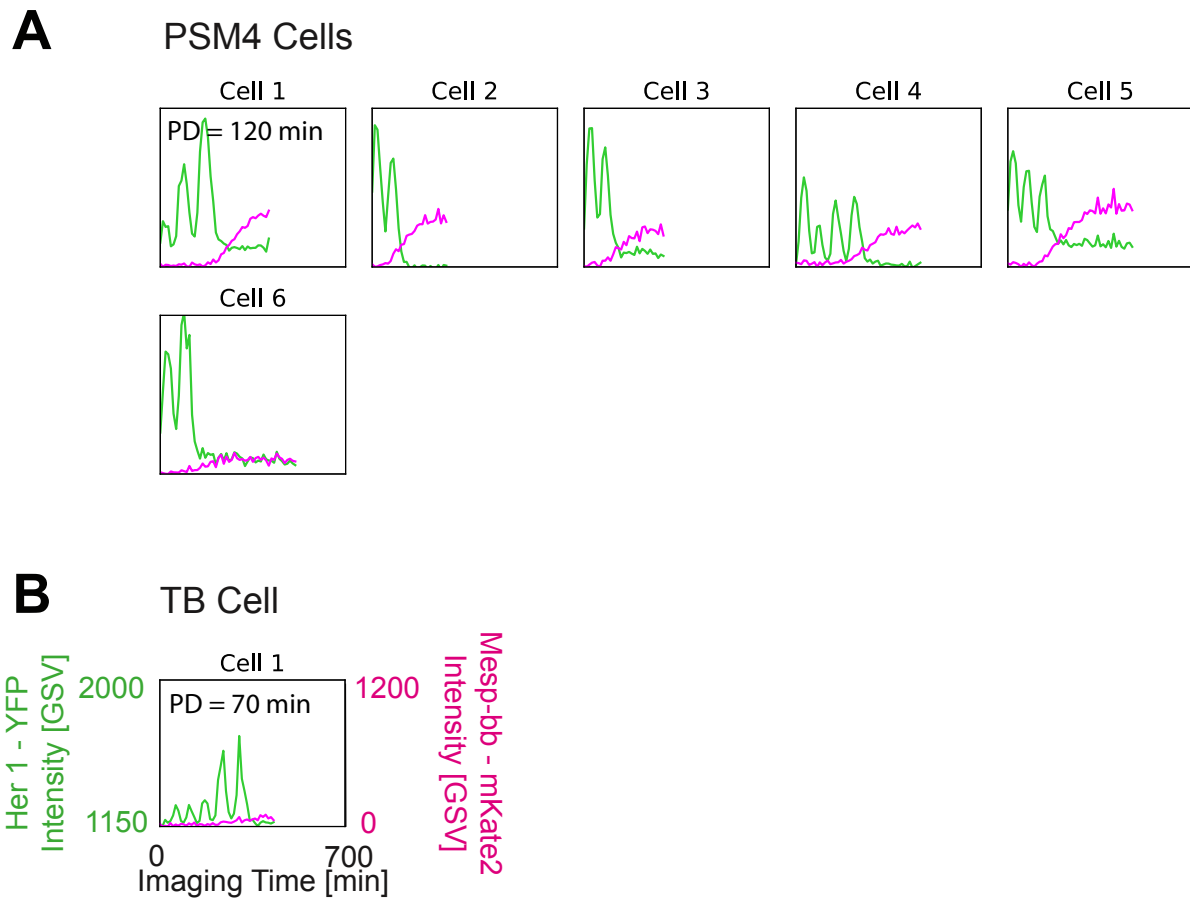 A
PSM4 Cells
Cell 1
Cell 2
Cell 3
Cell 4
Cell 5
PD = 120 min
Cell 6
B
TB Cell
Cell 1
PD = 70 min
Her 1 - YFP
Intensity [GSV]
2000
1150
1200
0
Mesp-bb - mKate2
Intensity [GSV]
0
700
Imaging Time [min]